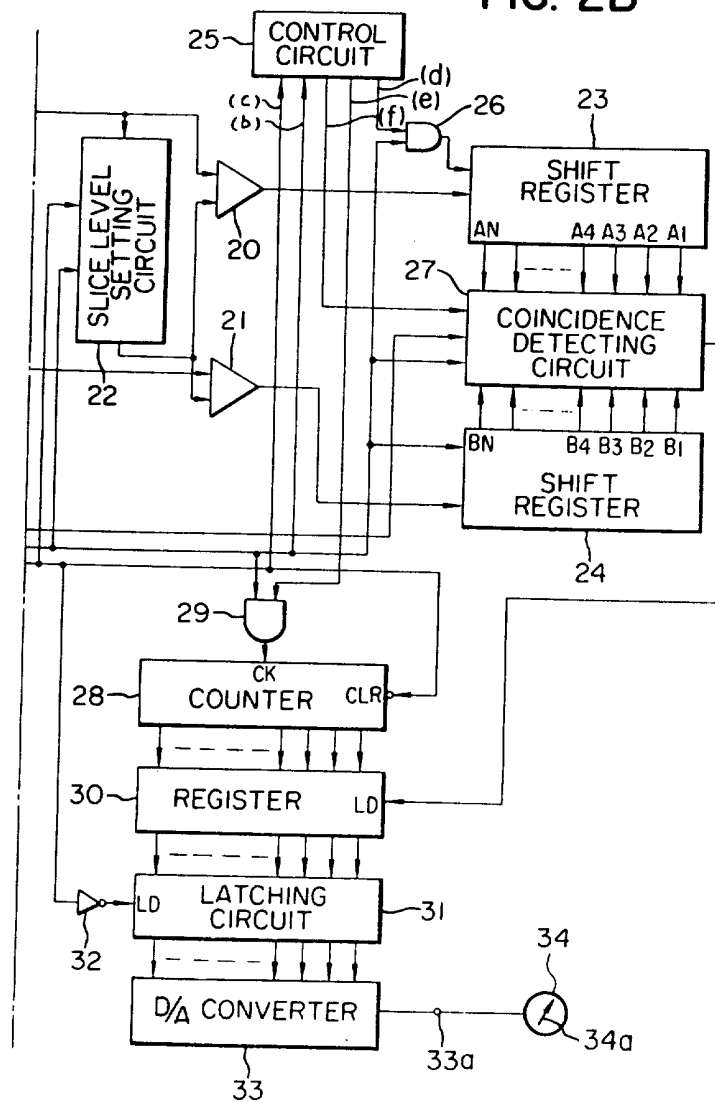 FIG. 2B
25
CONTROL
CIRCUIT
(c)
(b)
(f)
(e)
(d)
26
23
SHIFT
REGISTER
AN
A4 A3 A2 A1
20
SLICE LEVEL
SETTING
CIRCUIT
22
21
27
COINCIDENCE
DETECTING
CIRCUIT
BN
B4 B3 B2 B1
SHIFT
REGISTER
24
29
CK
COUNTER
CLR
28
30
REGISTER
LD
LD
LATCHING
CIRCUIT
31
32
D/A CONVERTER
33
33a
34
34a